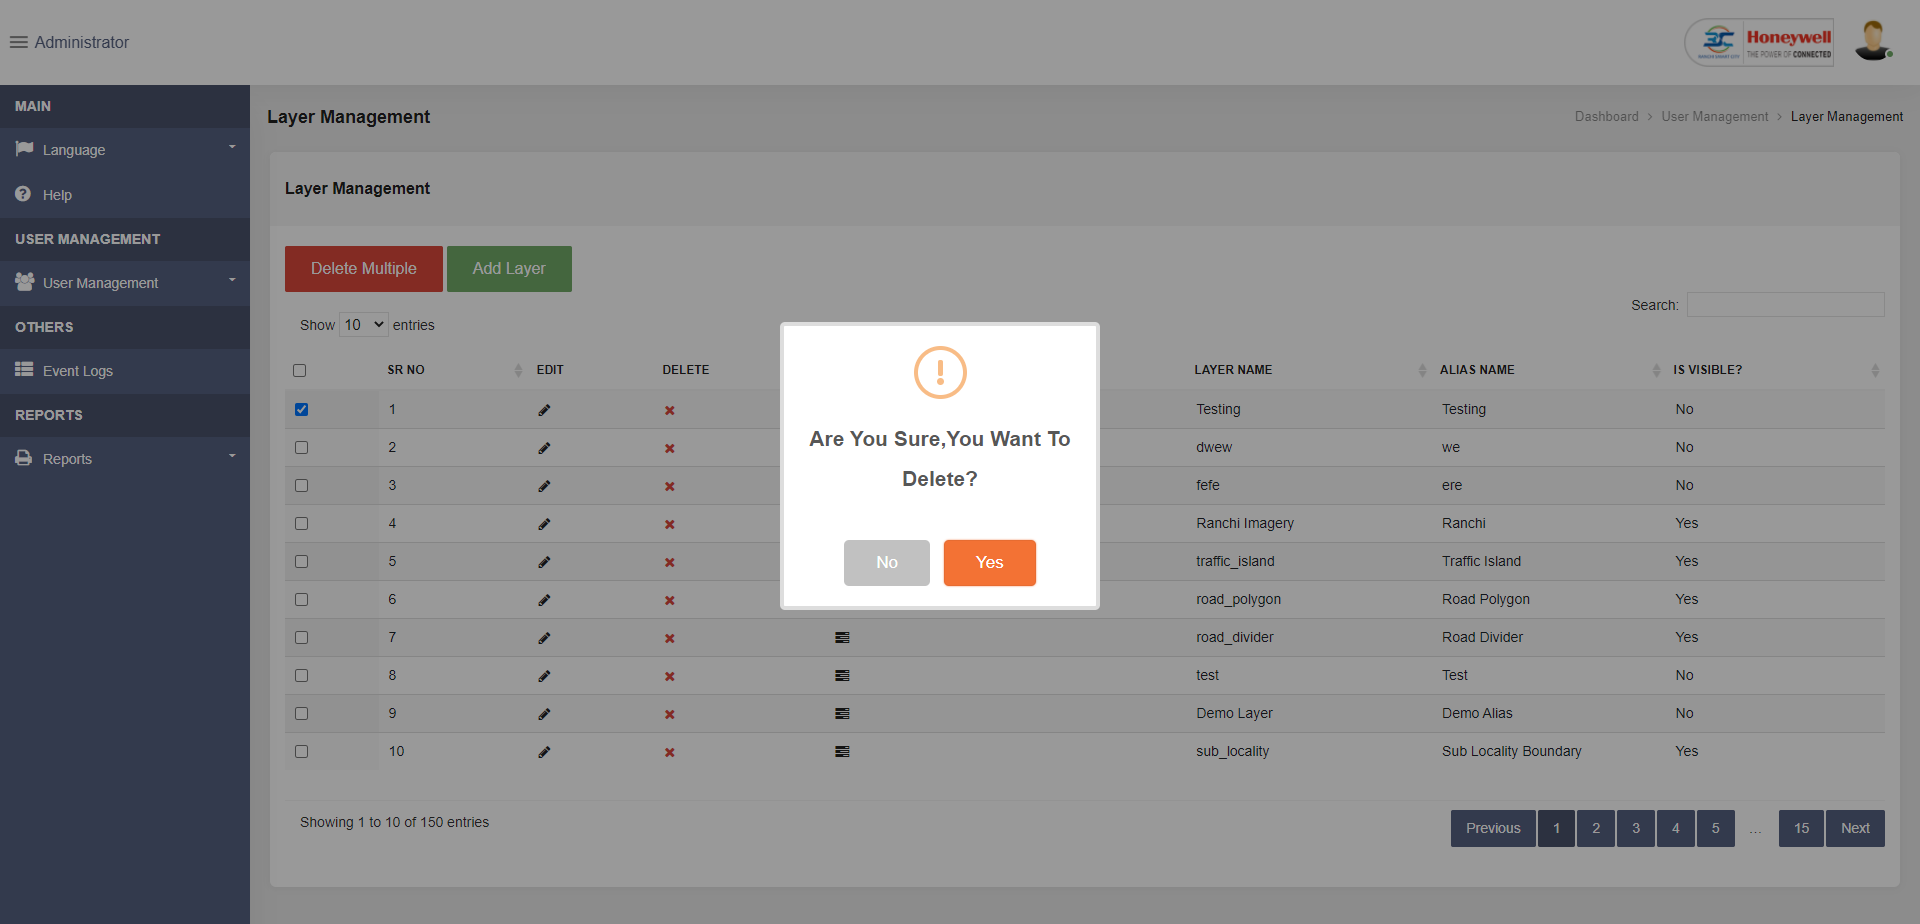 Administrator
Honeywell
THE POWER OF CONNECTED
MAIN
Language
Help
USER MANAGEMENT
User Management
OTHERS
Event Logs
REPORTS
Reports
Layer Management
Dashboard > User Management > Layer Management
Layer Management
Delete Multiple Add Layer
Search:
Show 10 entries
SR NO EDIT DELETE LAYER NAME ALIAS NAME IS VISIBLE?
1 Testing Testing No
2 dwew we No
3 fefe ere No
4 Ranchi Imagery Ranchi Yes
5 traffic_island Traffic Island Yes
6 road_polygon Road Polygon Yes
7 road_divider Road Divider Yes
8 test Test No
9 Demo Layer Demo Alias No
10 sub_locality Sub Locality Boundary Yes
Showing 1 to 10 of 150 entries
Previous 1 2 3 4 5 ... 15 Next
Are You Sure,You Want To
Delete?
No Yes